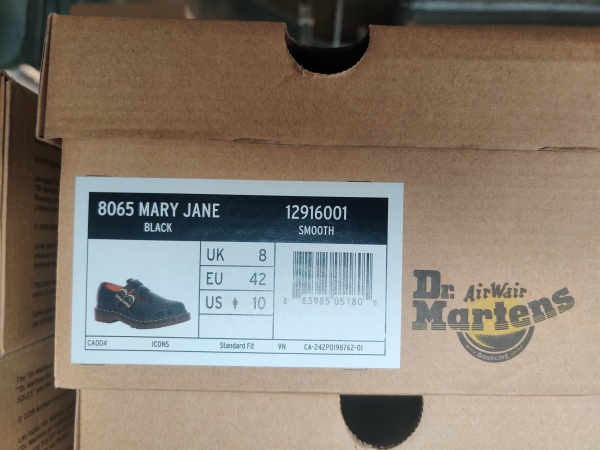 8065 MARY JANE
12916001
BLACK
SMOOTH
UK 8
EU 42
US 10
8 83985 05180 5
CA004
ICONS
Standard Fit
VN
CA-242P0198762-01
Dr.
AirWair
Martens
BOUNCING